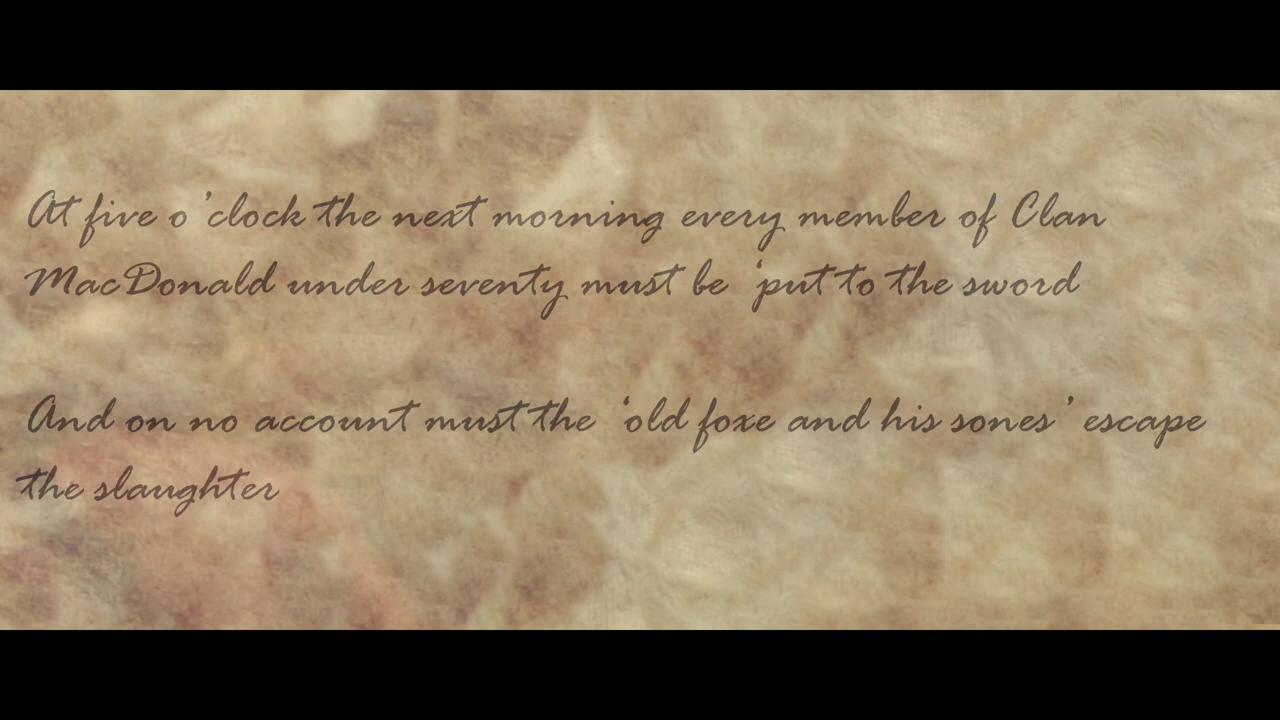 At five o 'clock the next morning every member of Clan
MacDonald under seventy must be 'put to the sword
And on no account must the 'old foxe and his sones' escape
the slaughter